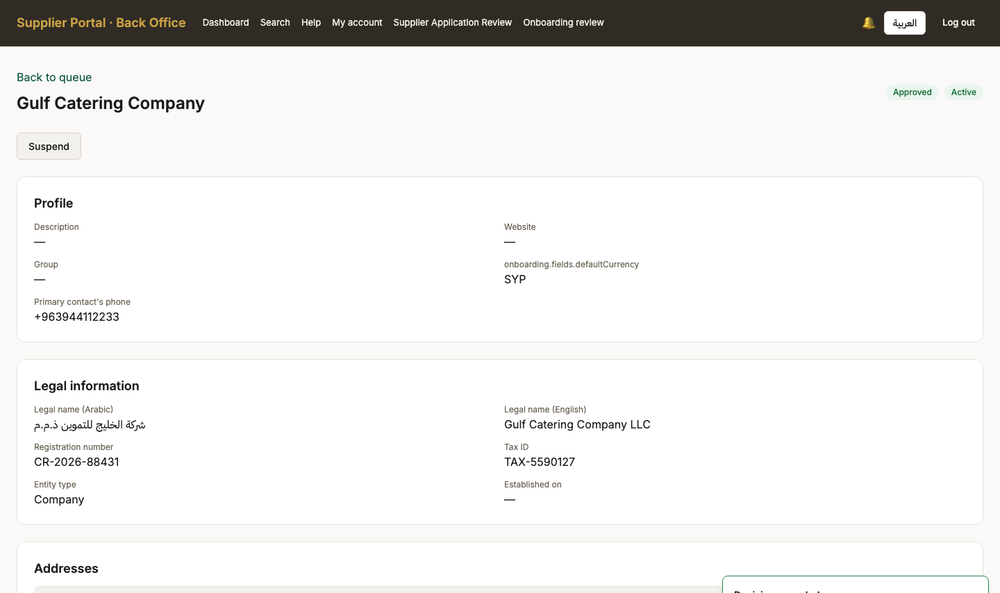 Supplier Portal · Back Office
Dashboard
Search
Help
My account
Supplier Application Review
Onboarding review
العربية
Log out
Back to queue
Gulf Catering Company
Approved
Active
Suspend
Profile
Description
—
Website
—
Group
—
onboarding.fields.defaultCurrency
SYP
Primary contact's phone
+963944112233
Legal information
Legal name (Arabic)
شركة الخليج للتموين ذ.م.م
Legal name (English)
Gulf Catering Company LLC
Registration number
CR-2026-88431
Tax ID
TAX-5590127
Entity type
Company
Established on
—
Addresses